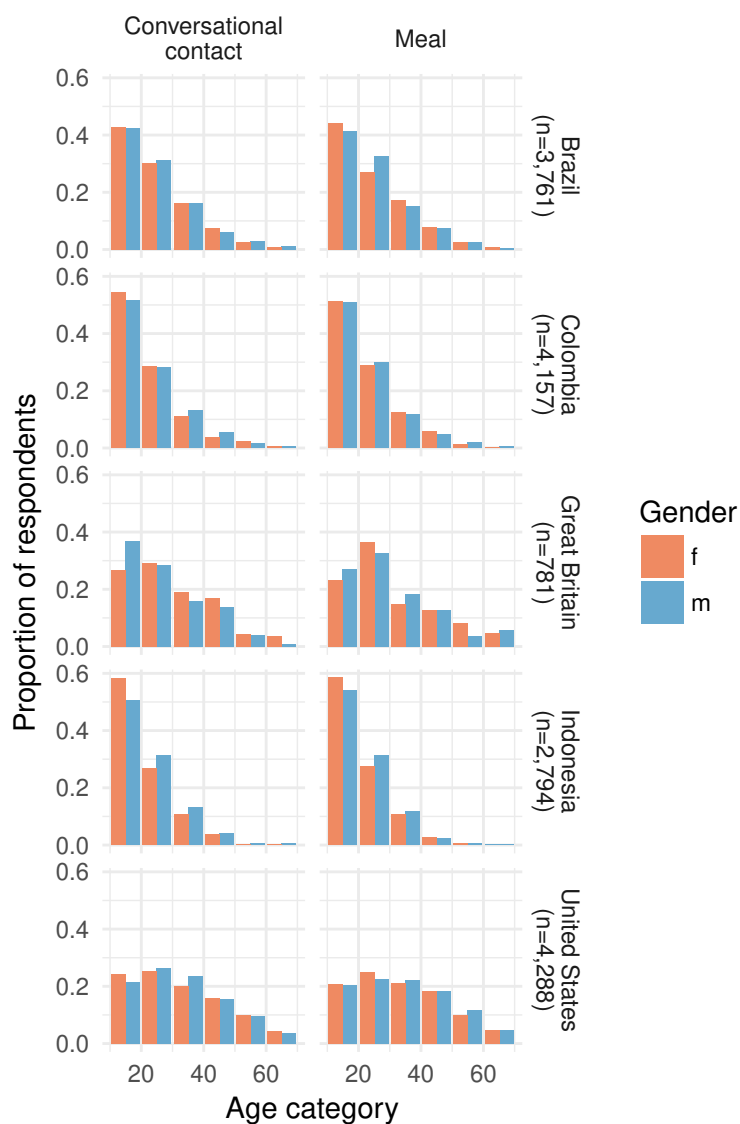 Conversational
contact
Meal
0.6
0.4
0.2
0.0
Brazil
(n=3,761)
0.6
0.4
0.2
0.0
Colombia
(n=4,157)
0.6
0.4
0.2
0.0
Great Britain
(n=781)
0.6
0.4
0.2
0.0
Indonesia
(n=2,794)
0.6
0.4
0.2
0.0
United States
(n=4,288)
20 40 60
20 40 60
Age category
Proportion of respondents
Gender
f
m